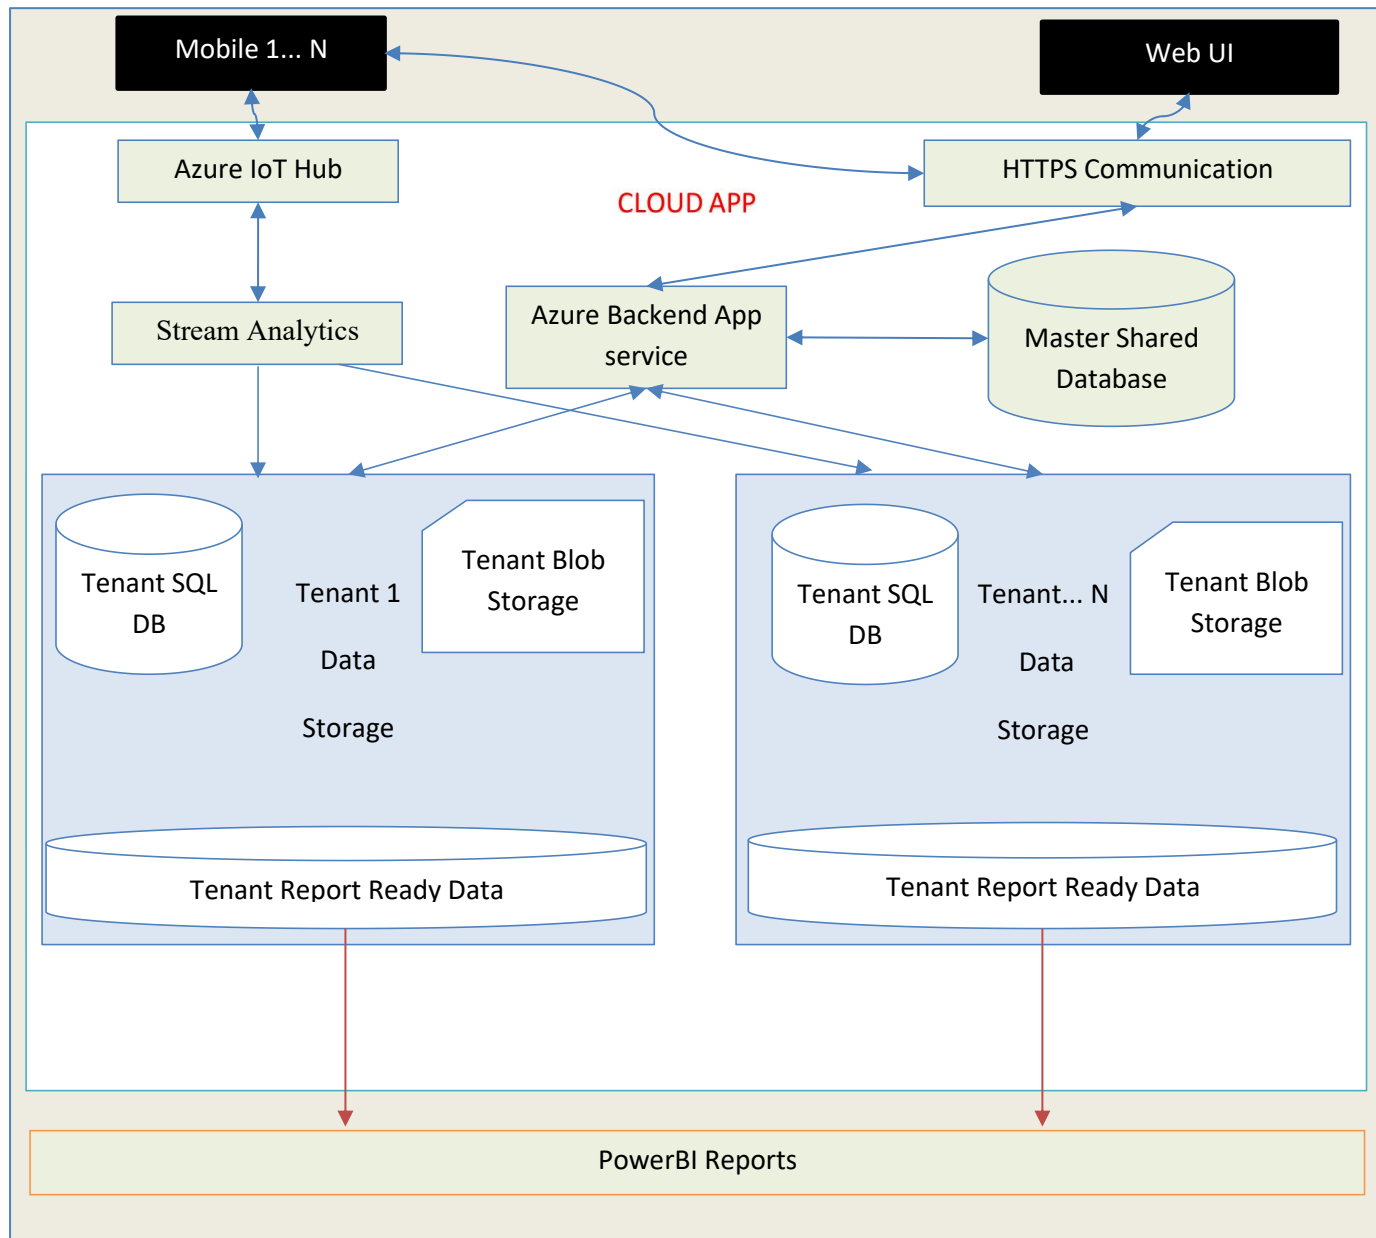 Mobile 1... N
Web UI
Azure IoT Hub
HTTPS Communication
CLOUD APP
Stream Analytics
Azure Backend App
service
Master Shared
Database
Tenant SQL
DB
Tenant 1
Data
Storage
Tenant Blob
Storage
Tenant SQL
DB
Tenant... N
Data
Storage
Tenant Blob
Storage
Tenant Report Ready Data
Tenant Report Ready Data
PowerBI Reports